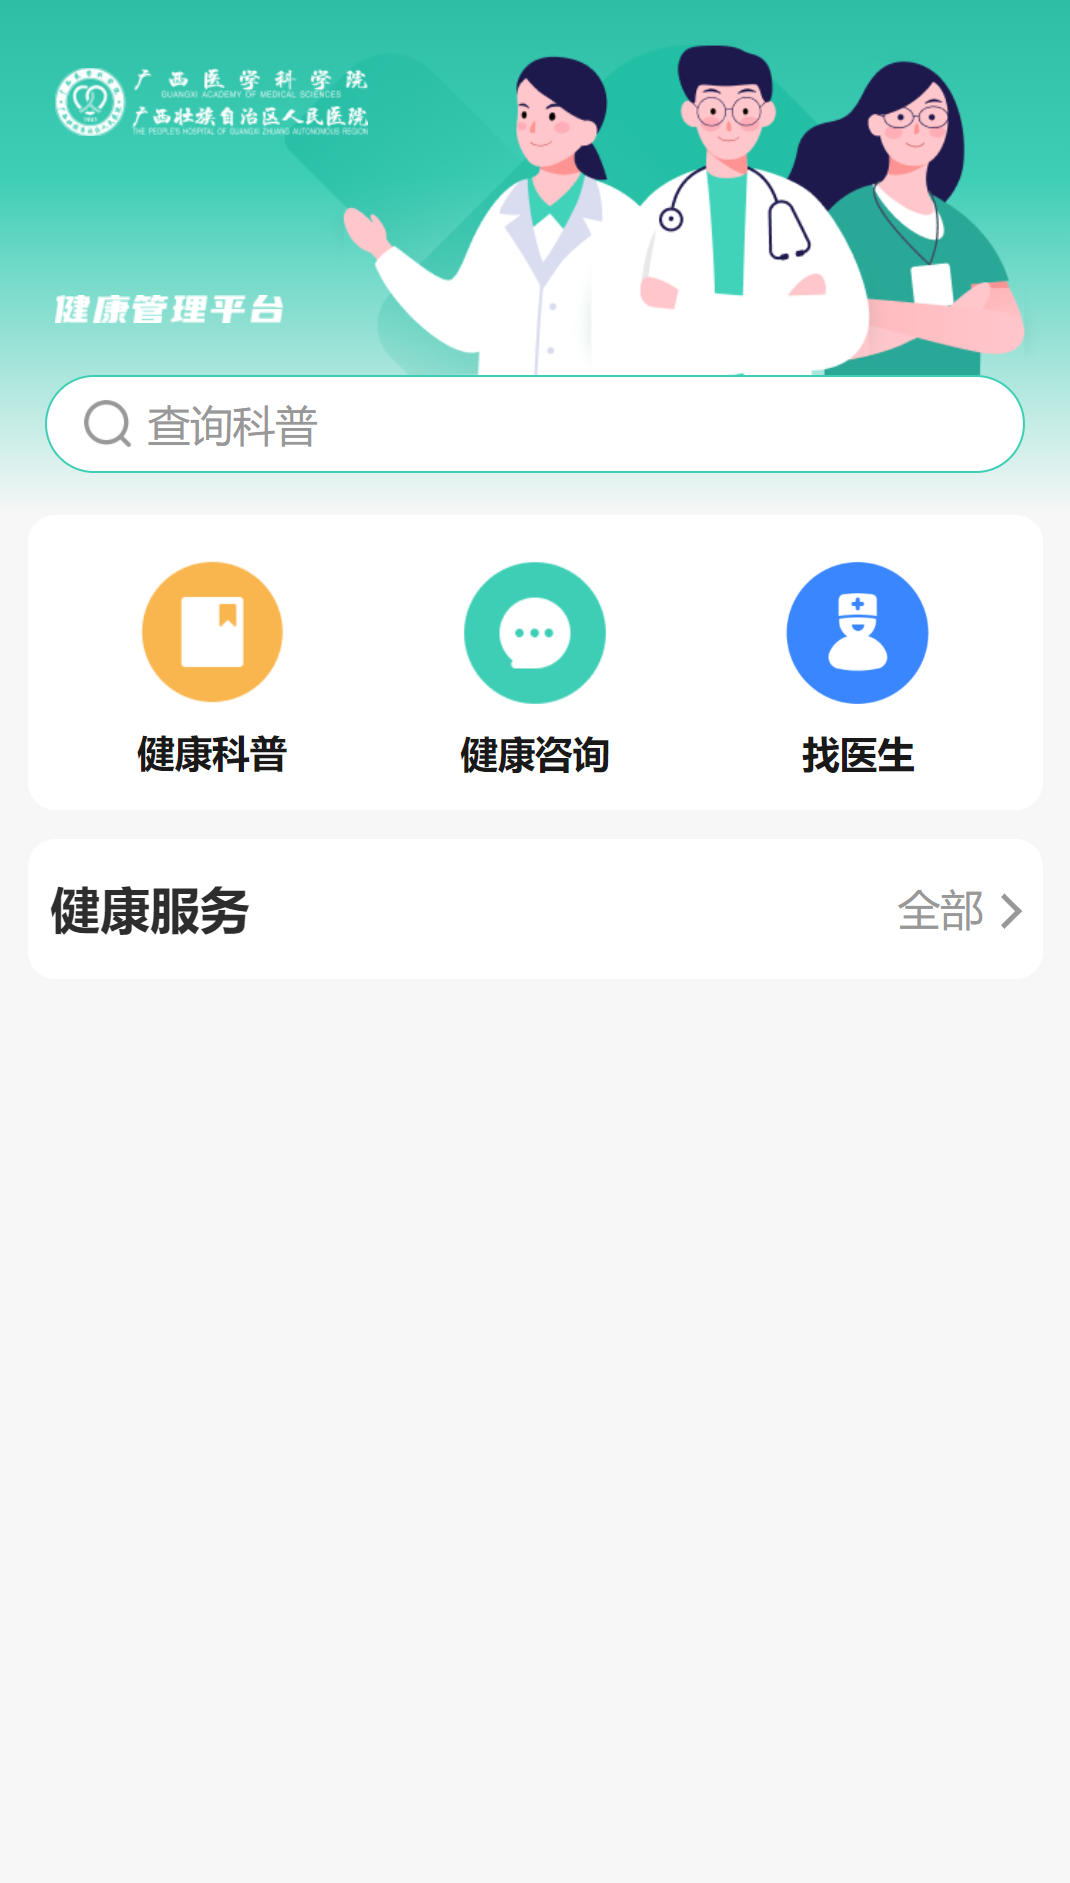 广西医学科学院
GUANGXI ACADEMY OF MEDICAL SCIENCES
广西壮族自治区人民医院
THE PEOPLE'S HOSPITAL OF GUANGXI ZHUANG AUTONOMOUS REGION
健康管理平台
查询科普
健康科普
健康咨询
找医生
健康服务
全部